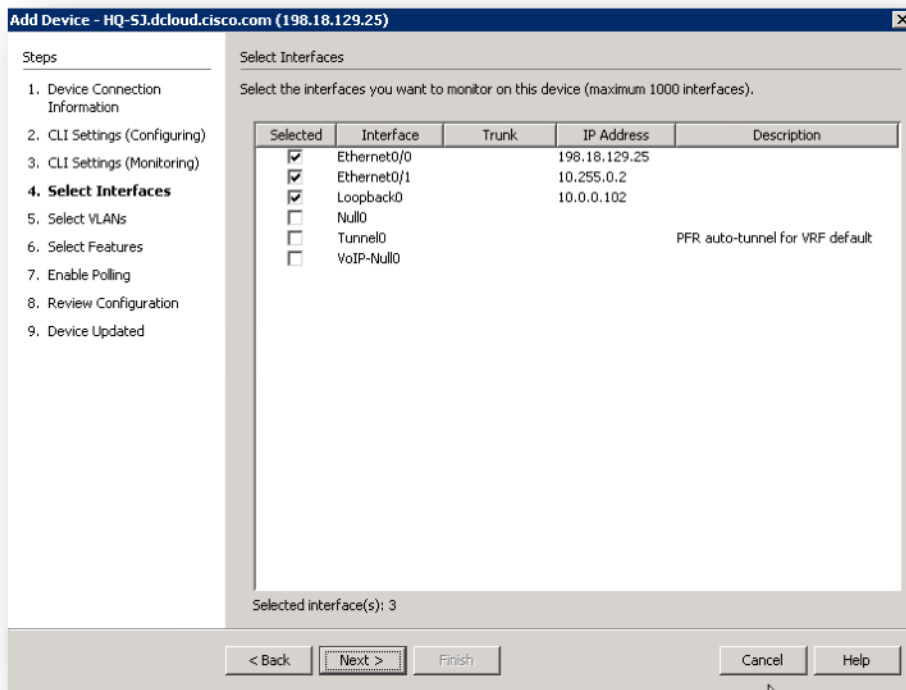 Add Device - HQ-SJ.dcloud.cisco.com (198.18.129.25)
Steps
1. Device Connection
Information
2. CLI Settings (Configuring)
3. CLI Settings (Monitoring)
4. Select Interfaces
5. Select VLANs
6. Select Features
7. Enable Polling
8. Review Configuration
9. Device Updated
Select Interfaces
Select the interfaces you want to monitor on this device (maximum 1000 interfaces).
Selected Interface Trunk IP Address Description
Ethernet0/0 198.18.129.25
Ethernet0/1 10.255.0.2
Loopback0 10.0.0.102
Null0
Tunnel0 PFR auto-tunnel for VRF default
VoIP-Null0
Selected interface(s): 3
< Back Next > Finish Cancel Help